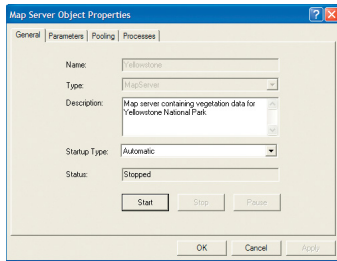 Map Server Object Properties
General Parameters Pooling Processes
Name: Yellowstone
Type: MapServer
Description: Map server containing vegetation data for
Yellowstone National Park
Startup Type: Automatic
Status: Stopped
Start Stop Pause
OK Cancel Apply